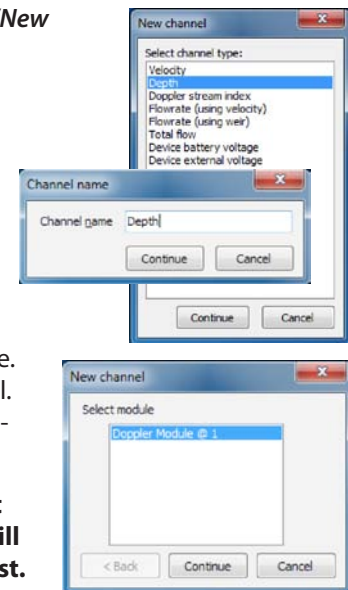 New
New channel
Select channel type:
Velocity
Depth
Doppler stream index
Flowrate (using velocity)
Flowrate (using weir)
Total flow
Device battery voltage
Device external voltage
Channel name
Channel name Depth
Continue Cancel
Continue Cancel
e.
l.
-
ill
st.
New channel
Select module
Doppler Module @ 1
< Back Continue Cancel